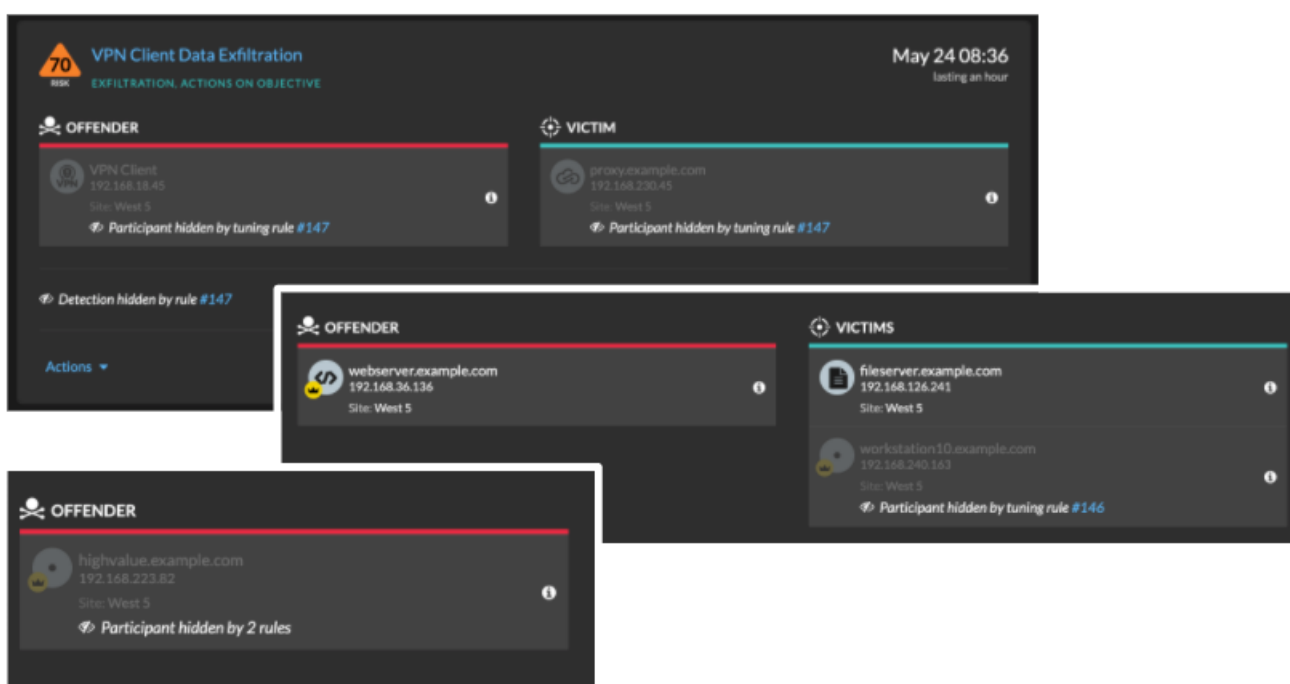 70
RISK
VPN Client Data Exfiltration
EXFILTRATION, ACTIONS ON OBJECTIVE
May 24 08:36
lasting an hour
OFFENDER
VPN
VPN Client
192.168.18.45
Site: West 5
Participant hidden by tuning rule #147
VICTIM
proxy.example.com
192.168.230.45
Site: West 5
Participant hidden by tuning rule #147
Detection hidden by rule #147
Actions
OFFENDER
webserver.example.com
192.168.36.136
Site: West 5
VICTIMS
fileserver.example.com
192.168.126.241
Site: West 5
workstation10.example.com
192.168.240.163
Site: West 5
Participant hidden by tuning rule #146
OFFENDER
highvalue.example.com
192.168.223.82
Site: West 5
Participant hidden by 2 rules